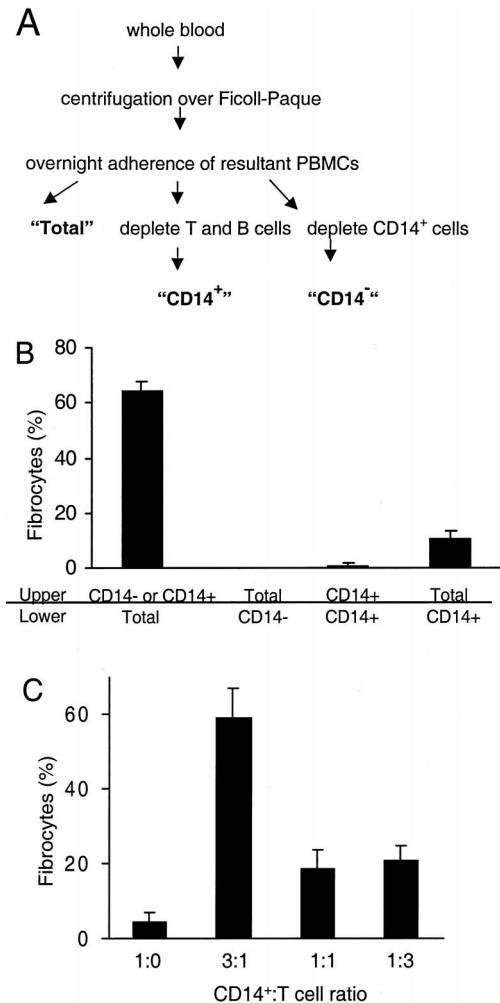 A
whole blood
centrifugation over Ficoll-Paque
overnight adherence of resultant PBMCs
“Total” deplete T and B cells deplete CD14⁺ cells
“CD14⁺” “CD14⁻“
B
80
60
40
20
0
Fibrocytes (%)
Upper CD14- or CD14+ Total CD14+ Total
Lower Total CD14- CD14+ CD14+
C
60
40
20
0
Fibrocytes (%)
1:0 3:1 1:1 1:3
CD14⁺:T cell ratio